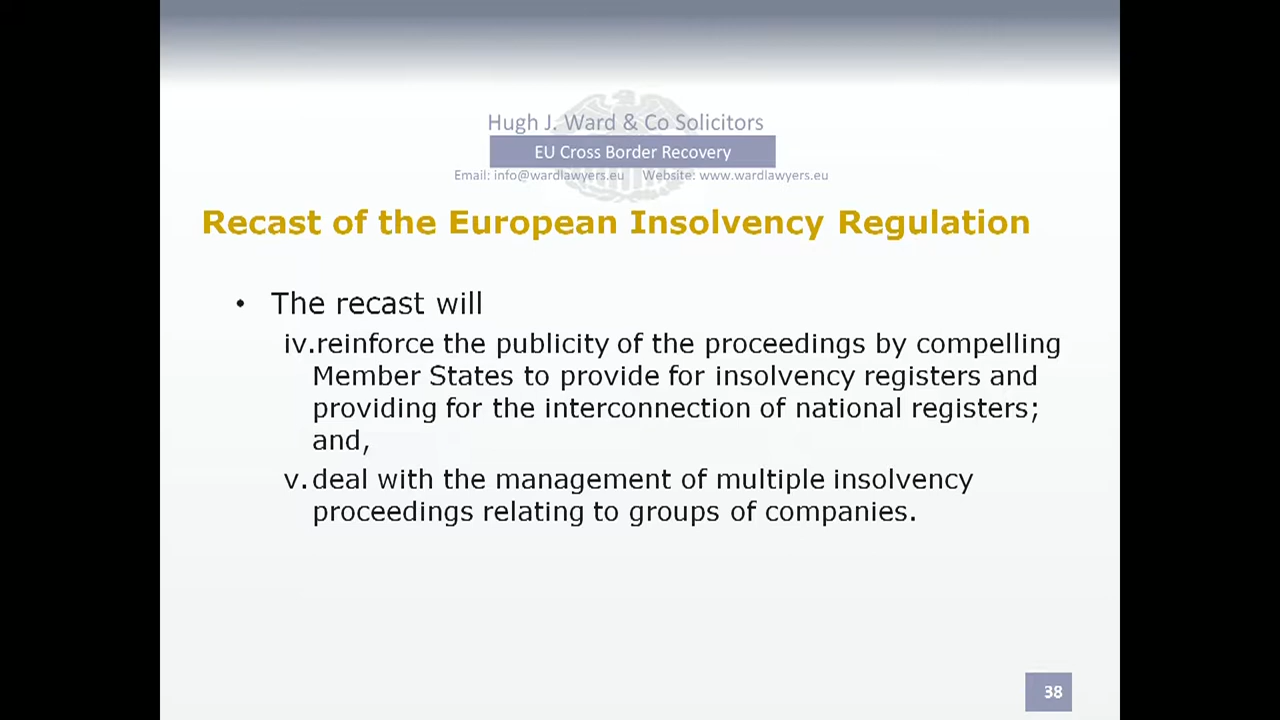 Hugh J. Ward & Co Solicitors
EU Cross Border Recovery
Email: info@wardlawyers.eu Website: www.wardlawyers.eu
Recast of the European Insolvency Regulation
• The recast will
iv.reinforce the publicity of the proceedings by compelling
Member States to provide for insolvency registers and
providing for the interconnection of national registers;
and,
v. deal with the management of multiple insolvency
proceedings relating to groups of companies.
38